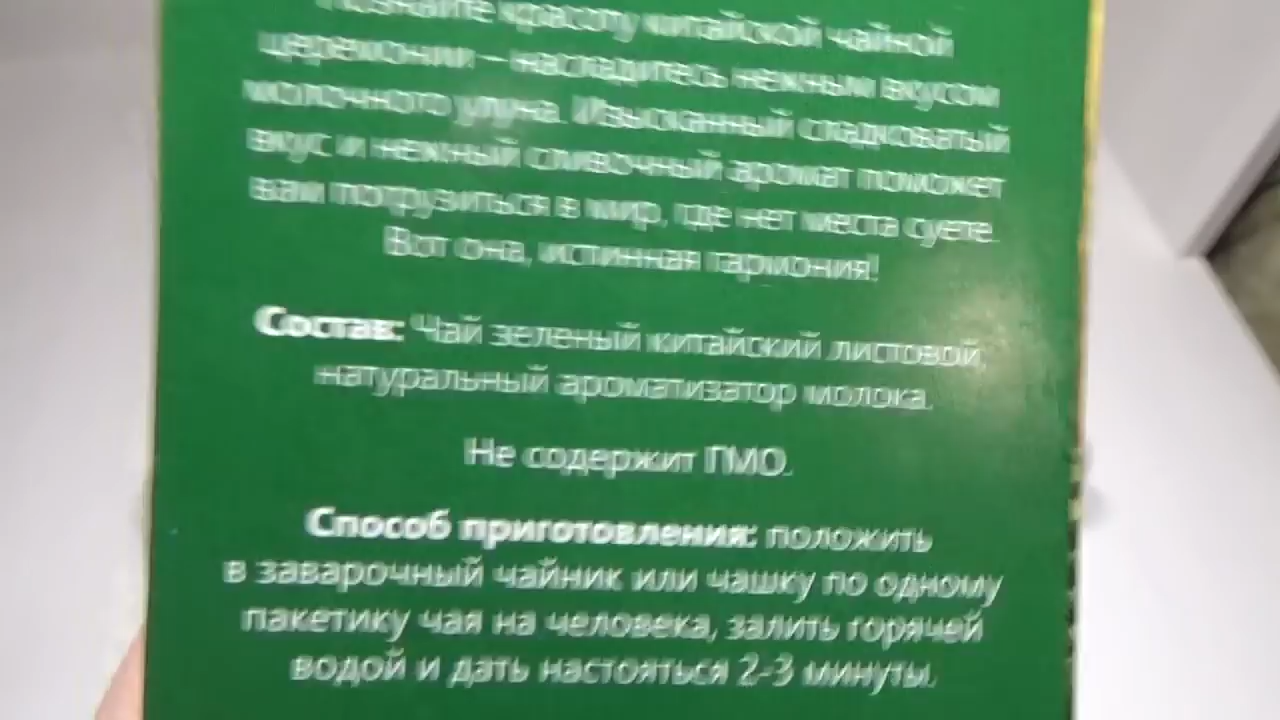 Познайте красоту китайской чайной
церемонии – насладитесь нежным вкусом
молочного улуна. Изысканный сладковатый
вкус и нежный сливочный аромат поможет
вам погрузиться в мир, где нет места суете.
Вот она, истинная гармония!
Состав: Чай зеленый китайский листовой,
натуральный ароматизатор молока.
Не содержит ГМО.
Способ приготовления: положить
в заварочный чайник или чашку по одному
пакетику чая на человека, залить горячей
водой и дать настояться 2-3 минуты.